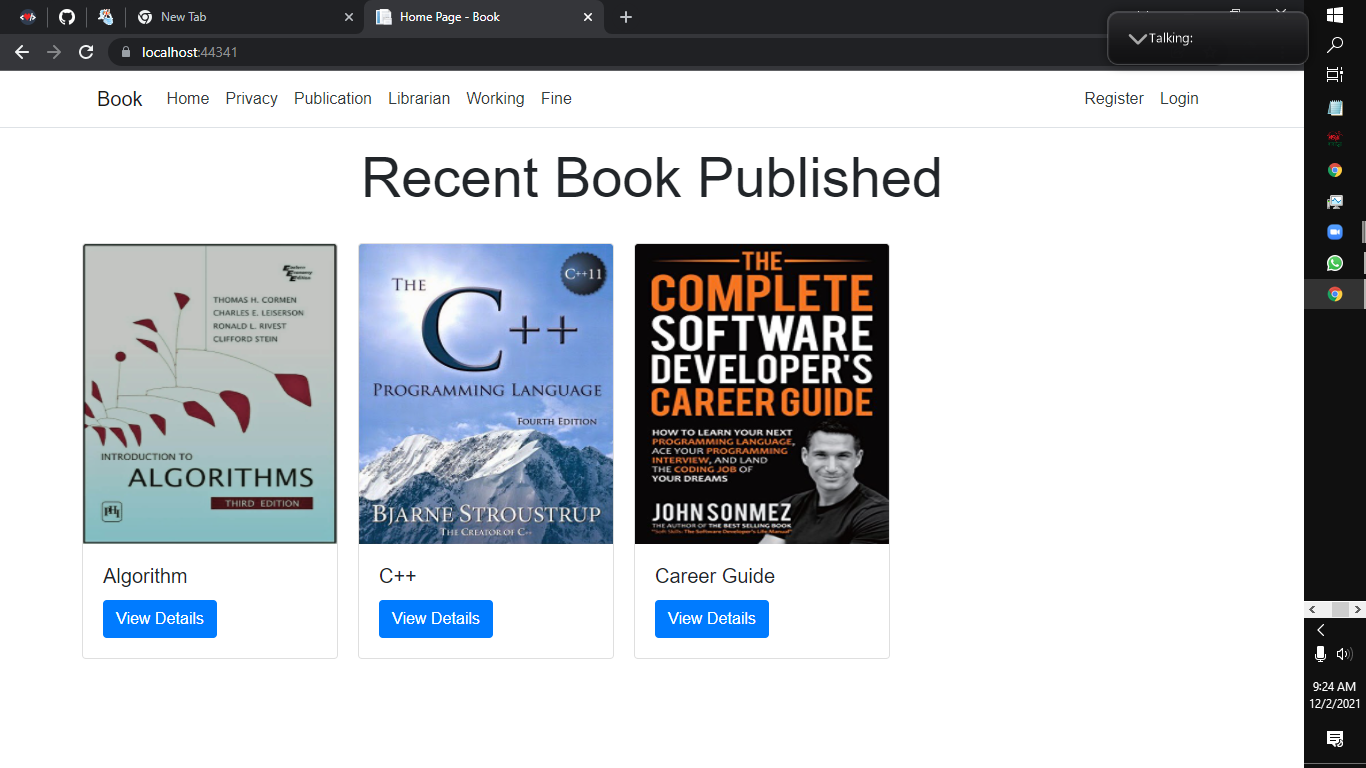 New Tab
Home Page - Book
localhost:44341
Talking:
Book Home Privacy Publication Librarian Working Fine Register Login
Recent Book Published
Eastern
Economy
Edition
THOMAS H. CORMEN
CHARLES E. LEISERSON
RONALD L. RIVEST
CLIFFORD STEIN
INTRODUCTION TO
ALGORITHMS
THIRD EDITION
PHI
C++11
THE
C++
PROGRAMMING LANGUAGE
FOURTH EDITION
BJARNE STROUSTRUP
THE CREATOR OF C++
THE
COMPLETE
SOFTWARE
DEVELOPER'S
CAREER GUIDE
HOW TO LEARN YOUR NEXT
PROGRAMMING LANGUAGE,
ACE YOUR PROGRAMMING
INTERVIEW, AND LAND
THE CODING JOB OF
YOUR DREAMS
JOHN SONMEZ
THE AUTHOR OF THE BEST SELLING BOOK
"Soft Skills: The Software Developer's Life Manual"
Algorithm
View Details
C++
View Details
Career Guide
View Details
9:24 AM
12/2/2021